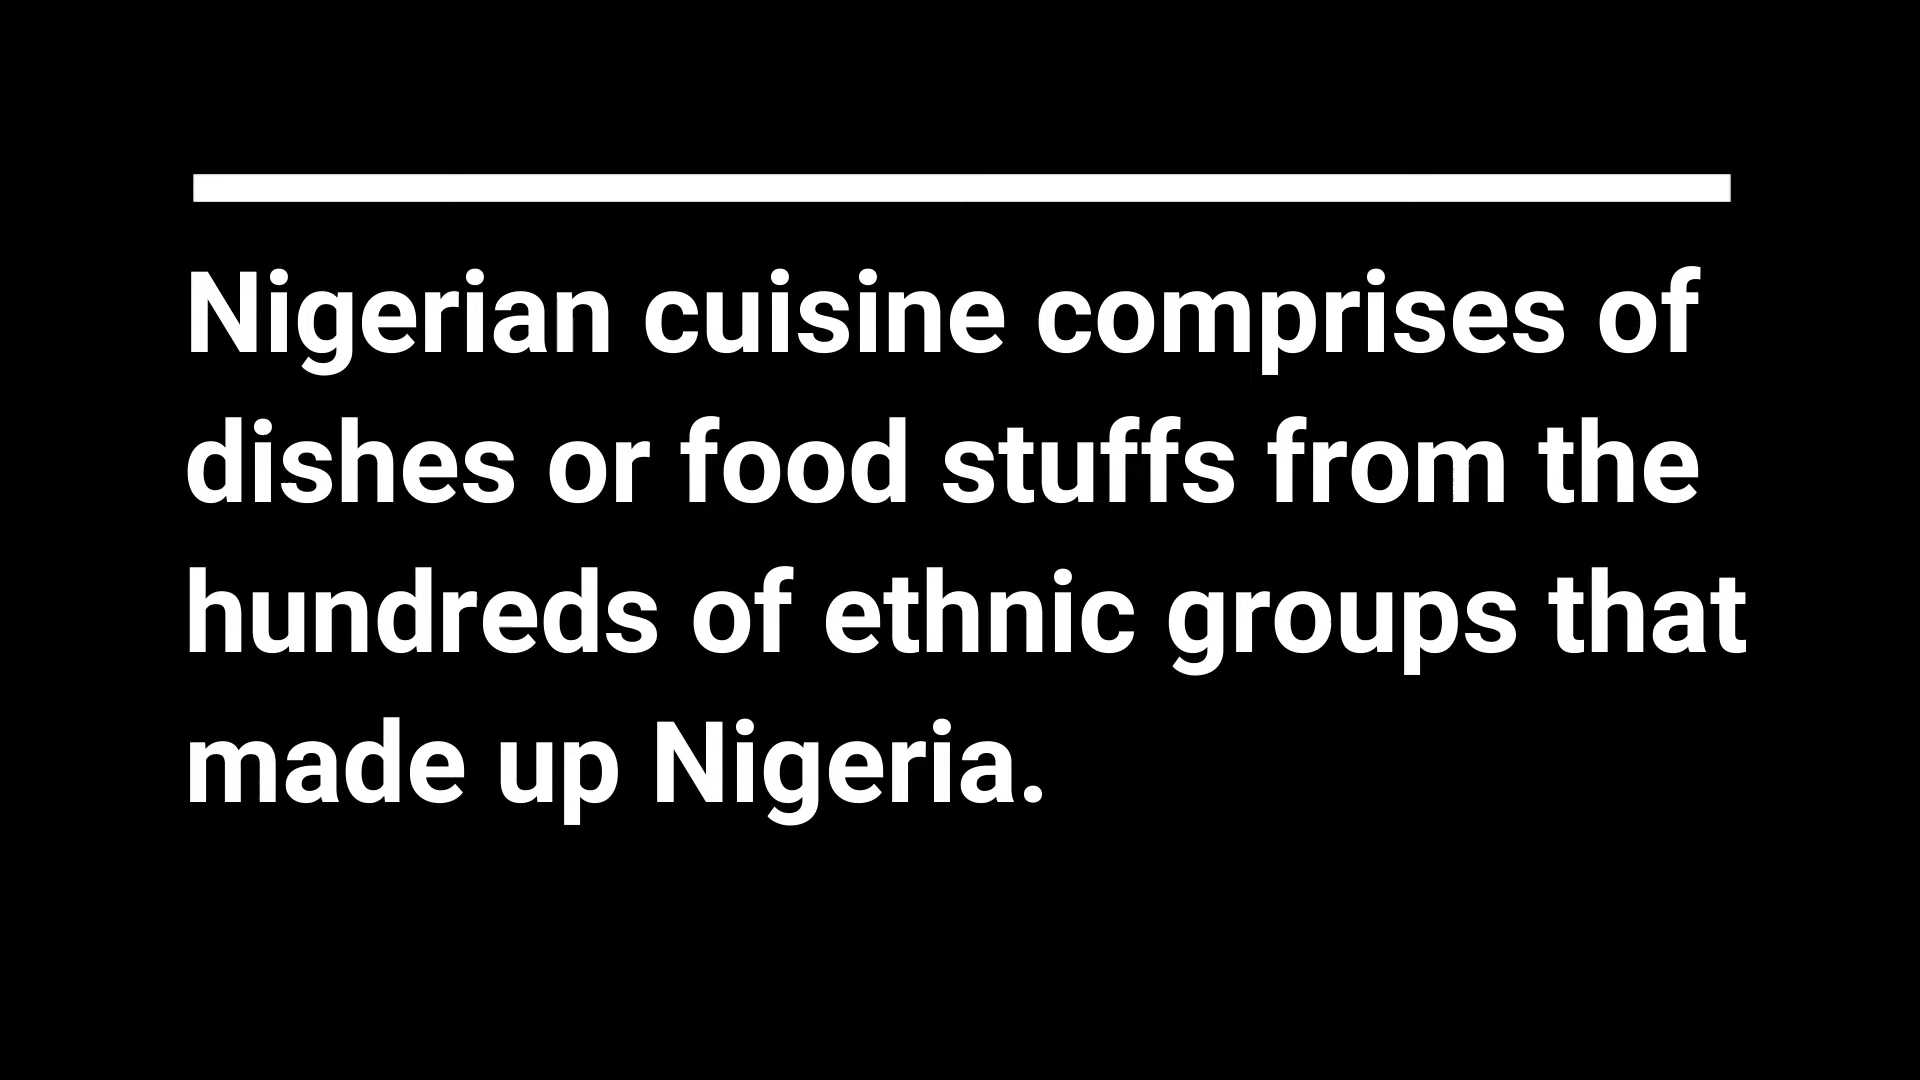 Nigerian cuisine comprises of
dishes or food stuffs from the
hundreds of ethnic groups that
made up Nigeria.